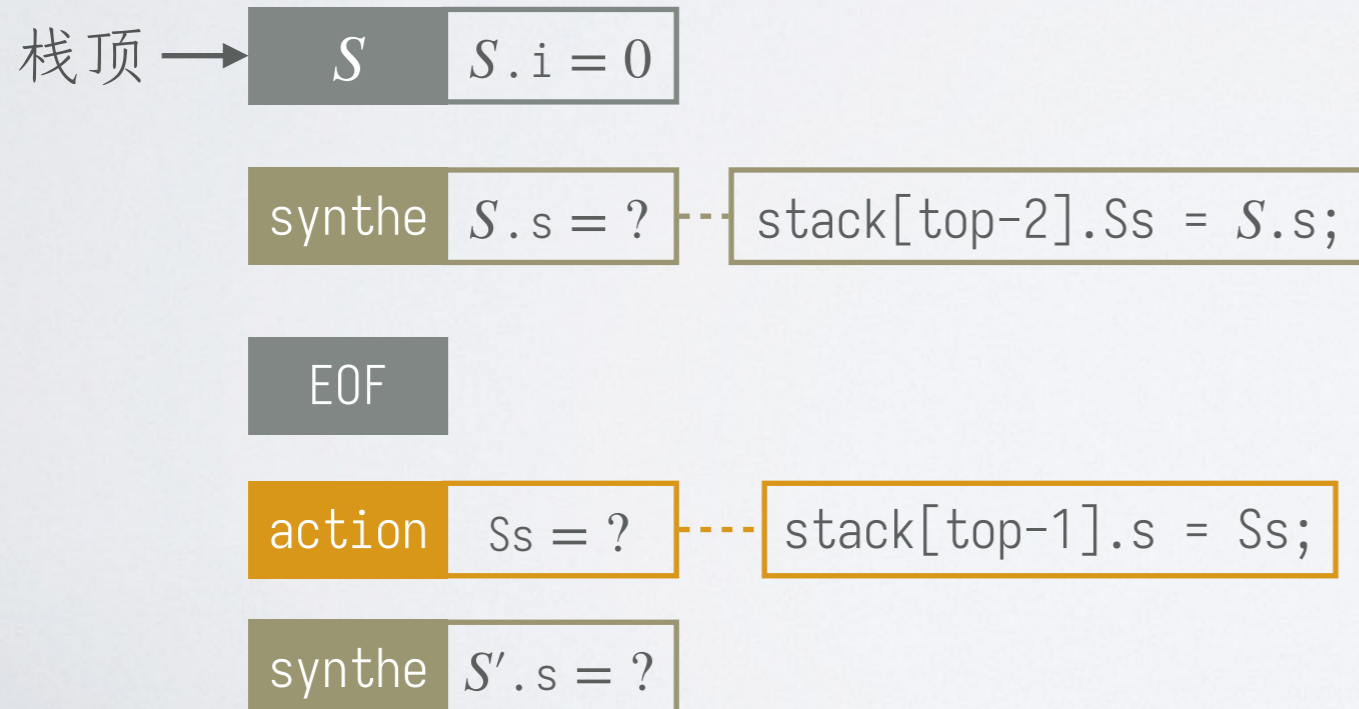 栈顶 S S.i = 0
synthe S.s = ? stack[top-2].Ss = S.s;
EOF
action Ss = ? stack[top-1].s = Ss;
synthe S′.s = ?